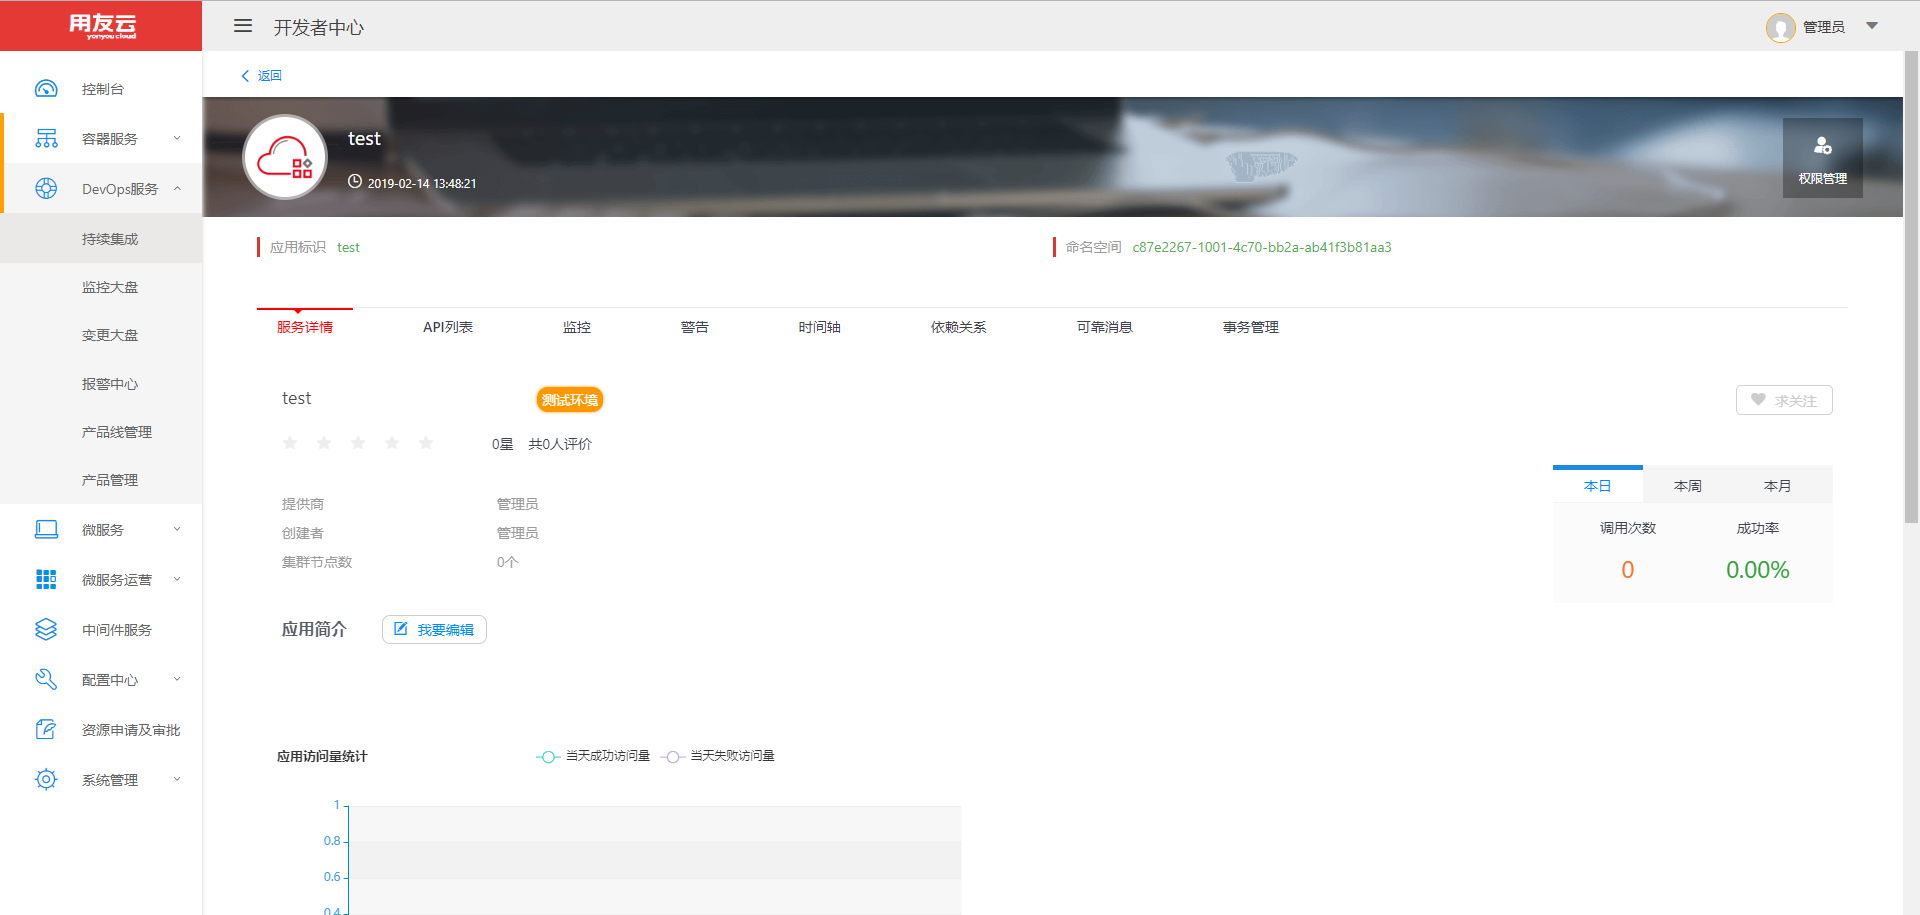 用友云
yonyou cloud
开发者中心
管理员
控制台
容器服务
DevOps服务
持续集成
监控大盘
变更大盘
报警中心
产品线管理
产品管理
微服务
微服务运营
中间件服务
配置中心
资源申请及审批
系统管理
返回
test
2019-02-14 13:48:21
权限管理
应用标识 test
命名空间 c87e2267-1001-4c70-bb2a-ab41f3b81aa3
服务详情 API列表 监控 警告 时间轴 依赖关系 可靠消息 事务管理
test 测试环境
求关注
0星 共0人评价
提供商 管理员
创建者 管理员
集群节点数 0个
本日 本周 本月
调用次数 成功率
0 0.00%
应用简介 我要编辑
应用访问量统计 当天成功访问量 当天失败访问量
1
0.8
0.6
0.4